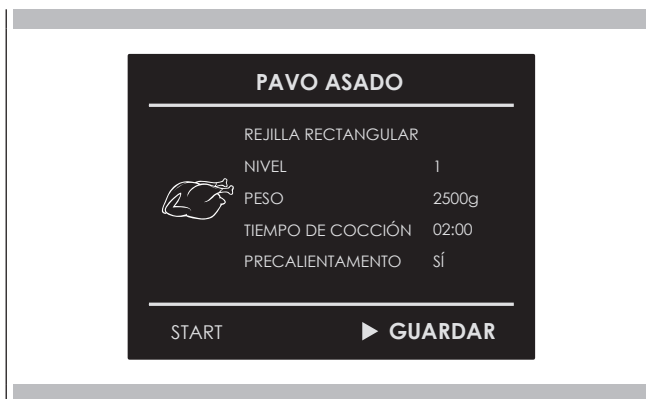 PAVO ASADO
REJILLA RECTANGULAR
NIVEL 1
PESO 2500g
TIEMPO DE COCCIÓN 02:00
PRECALIENTAMENTO SÍ
START ▶ GUARDAR